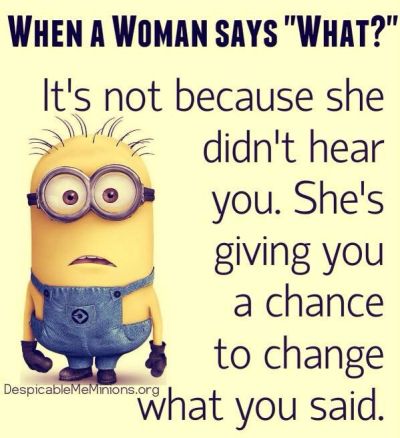 WHEN A WOMAN SAYS "WHAT?"
It's not because she
didn't hear
you. She's
giving you
a chance
to change
what you said.
DespicableMeMinions.org